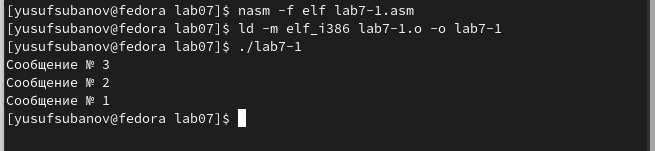 [yusufsubanov@fedora lab07]$ nasm -f elf lab7-1.asm
[yusufsubanov@fedora lab07]$ ld -m elf_i386 lab7-1.o -o lab7-1
[yusufsubanov@fedora lab07]$ ./lab7-1
Сообщение № 3
Сообщение № 2
Сообщение № 1
[yusufsubanov@fedora lab07]$